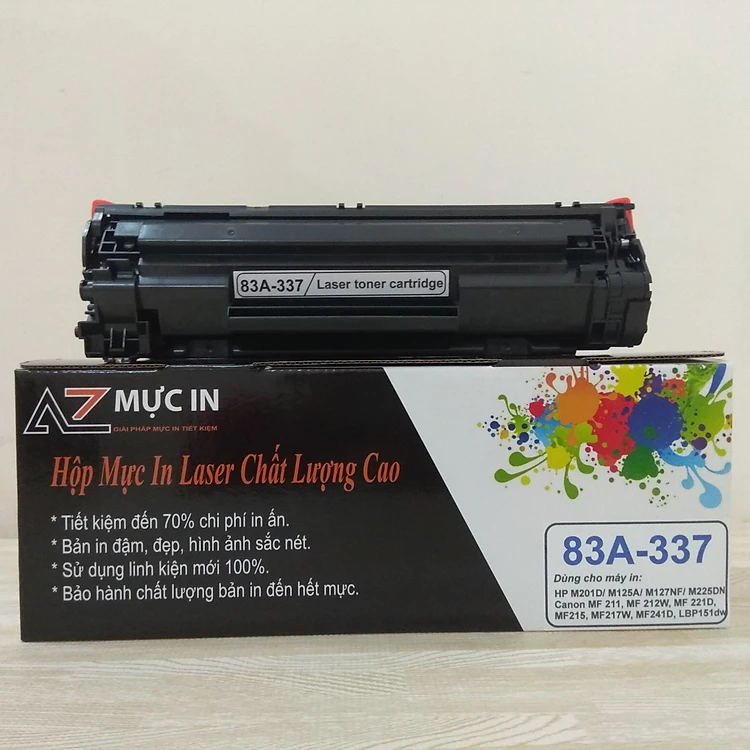 83A-337 / Laser toner cartridge
AZ MỰC IN
GIẢI PHÁP MỰC IN TIẾT KIỆM
Hộp Mực In Laser Chất Lượng Cao
* Tiết kiệm đến 70% chi phí in ấn.
* Bản in đậm, đẹp, hình ảnh sắc nét.
* Sử dụng linh kiện mới 100%.
* Bảo hành chất lượng bản in đến hết mực.
83A-337
Dùng cho máy in:
HP M201D/ M125A/ M127NF/ M225DN
Canon MF 211, MF 212W, MF 221D,
MF215, MF217W, MF241D, LBP151dw